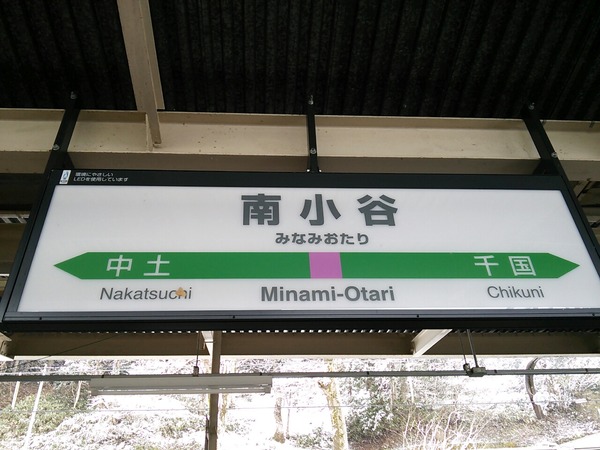 環境にやさしい
LEDを使用しています
南小谷
みなみおたり
中土 千国
Nakatsuchi Minami-Otari Chikuni